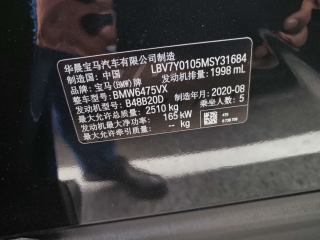 华晨宝马汽车有限公司制造
制造国：中国 LBV7Y0105MSY31684
品牌：宝马(BMW)牌 发动机排量：1998 mL
整车型号：BMW6475VX
发动机型号：B48B20D 制造年月：2020-08
最大允许总质量：2510 kg 乘坐人数：5
发动机最大净功率：165 kW
最大允许牵引质量：-- kg
475